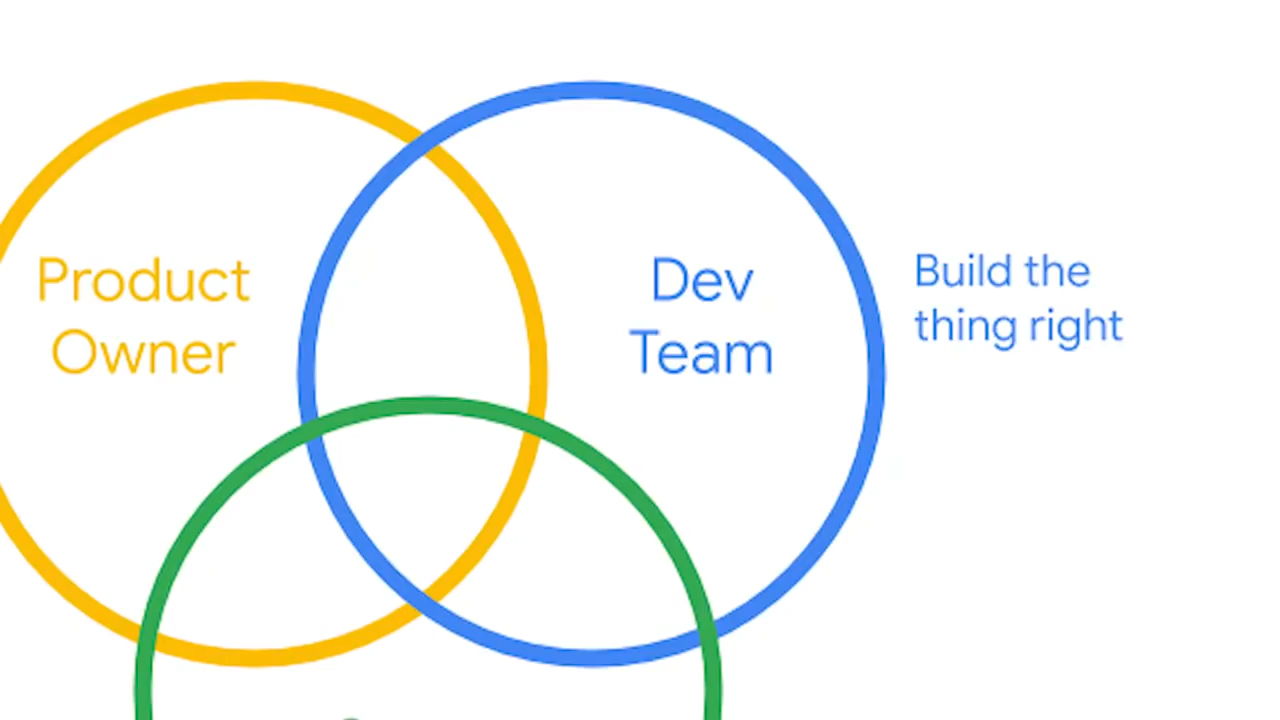 Product
Owner
Dev
Team
Build the
thing right